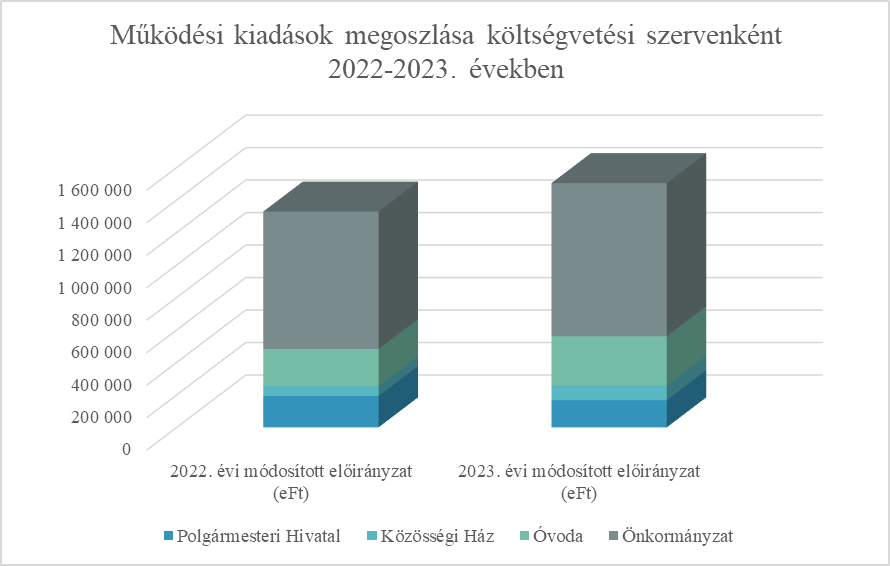 Működési kiadások megoszlása költségvetési szervenként
2022-2023. években
1 600 000
1 400 000
1 200 000
1 000 000
800 000
600 000
400 000
200 000
0
2022. évi módosított előirányzat
(eFt)
2023. évi módosított előirányzat
(eFt)
Polgármesteri Hivatal
Közösségi Ház
Óvoda
Önkormányzat